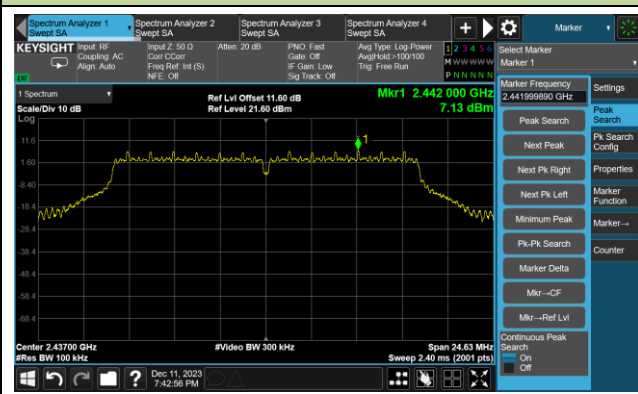 Spectrum Analyzer 1
Swept SA
Spectrum Analyzer 2
Swept SA
Spectrum Analyzer 3
Swept SA
Spectrum Analyzer 4
Swept SA
+
Marker
KEYSIGHT
Input: RF
Coupling: AC
Align: Auto
Input Z: 50 Ω
Corr CCorr
Freq Ref: Int (S)
NFE: Off
Atten: 20 dB
PNO: Fast
Gate: Off
IF Gain: Low
Sig Track: Off
Avg Type: Log-Power
Avg|Hold:>100/100
Trig: Free Run
1 2 3 4 5 6
M W W W W W
P N N N N N
Select Marker
Marker 1
1 Spectrum
Scale/Div 10 dB
Log
Ref Lvl Offset 11.60 dB
Ref Level 21.60 dBm
Mkr1 2.442 000 GHz
7.13 dBm
1
11.6
1.60
-8.40
-18.4
-28.4
-38.4
-48.4
-58.4
-68.4
Center 2.43700 GHz
#Res BW 100 kHz
#Video BW 300 kHz
Span 24.63 MHz
Sweep 2.40 ms (2001 pts)
Marker Frequency
2.441999890 GHz
Peak Search
Next Peak
Next Pk Right
Next Pk Left
Minimum Peak
Pk-Pk Search
Marker Delta
Mkr→CF
Mkr→Ref Lvl
Continuous Peak
Search
On
Off
Settings
Peak
Search
Pk Search
Config
Properties
Marker
Function
Marker→
Counter
?
Dec 11, 2023
7:42:56 PM